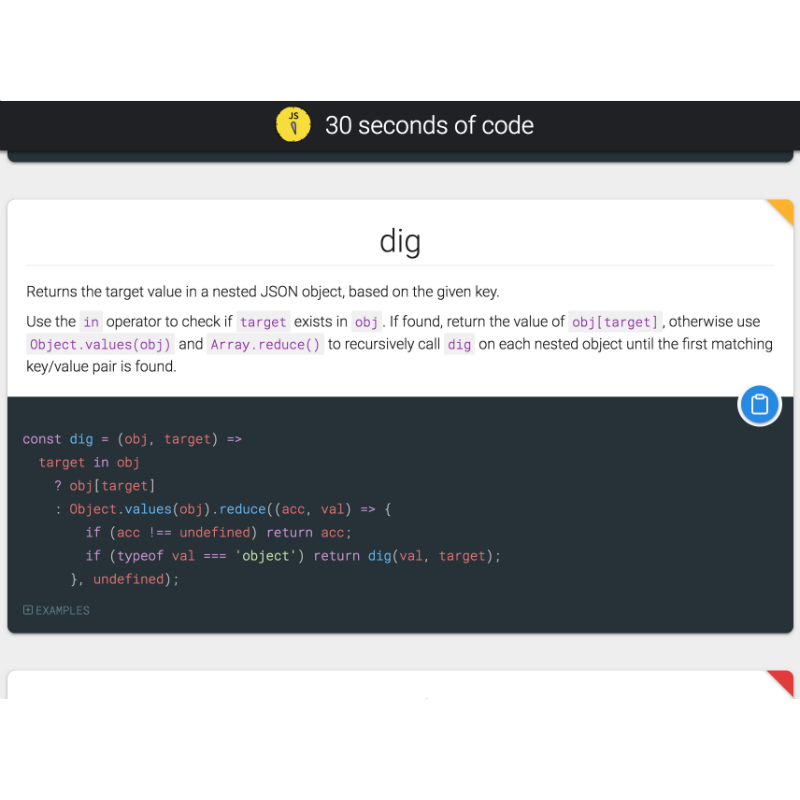 JS
30 seconds of code
dig
Returns the target value in a nested JSON object, based on the given key.
Use the in operator to check if target exists in obj. If found, return the value of obj[target], otherwise use
Object.values(obj) and Array.reduce() to recursively call dig on each nested object until the first matching
key/value pair is found.
const dig = (obj, target) =>
  target in obj
    ? obj[target]
    : Object.values(obj).reduce((acc, val) => {
        if (acc !== undefined) return acc;
        if (typeof val === 'object') return dig(val, target);
      }, undefined);
EXAMPLES